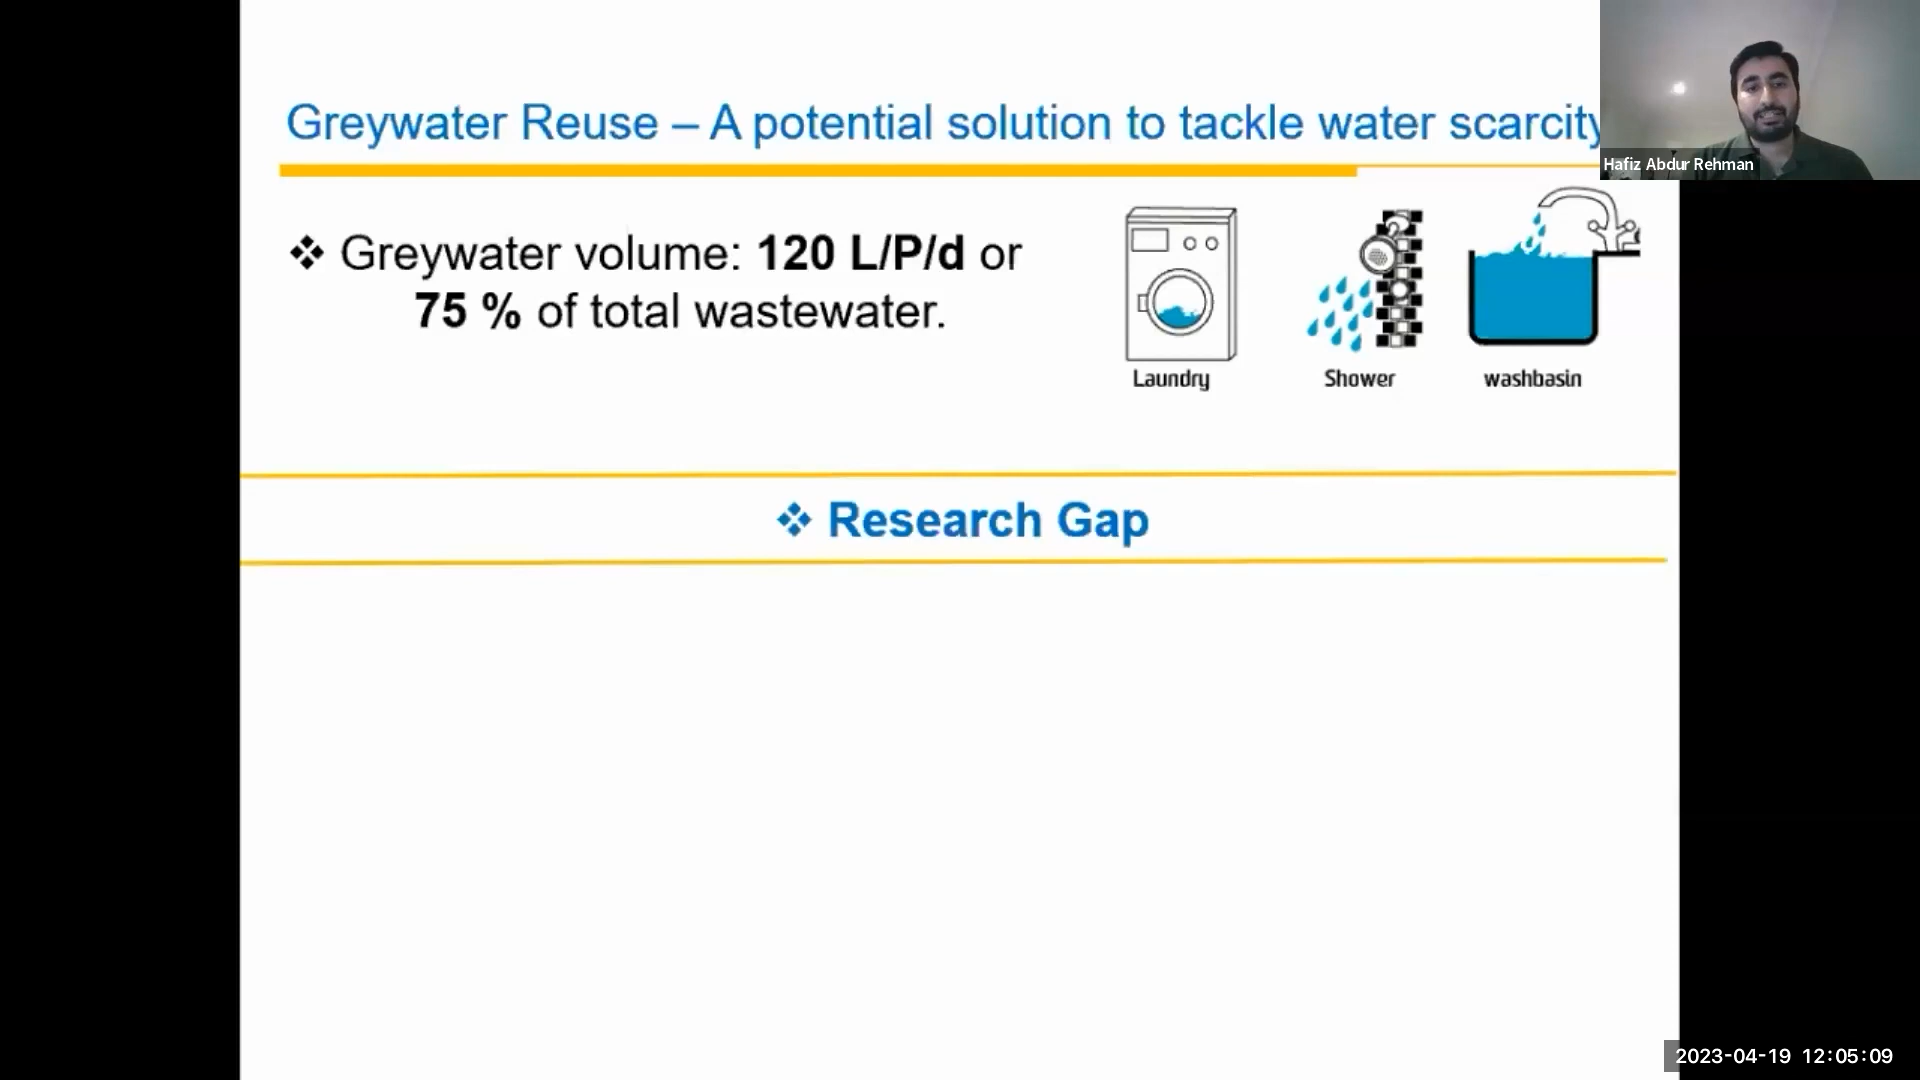 Greywater Reuse – A potential solution to tackle water scarcity
Hafiz Abdur Rehman
❖ Greywater volume: 120 L/P/d or
75 % of total wastewater.
Laundry
Shower
washbasin
❖ Research Gap
2023-04-19 12:05:09